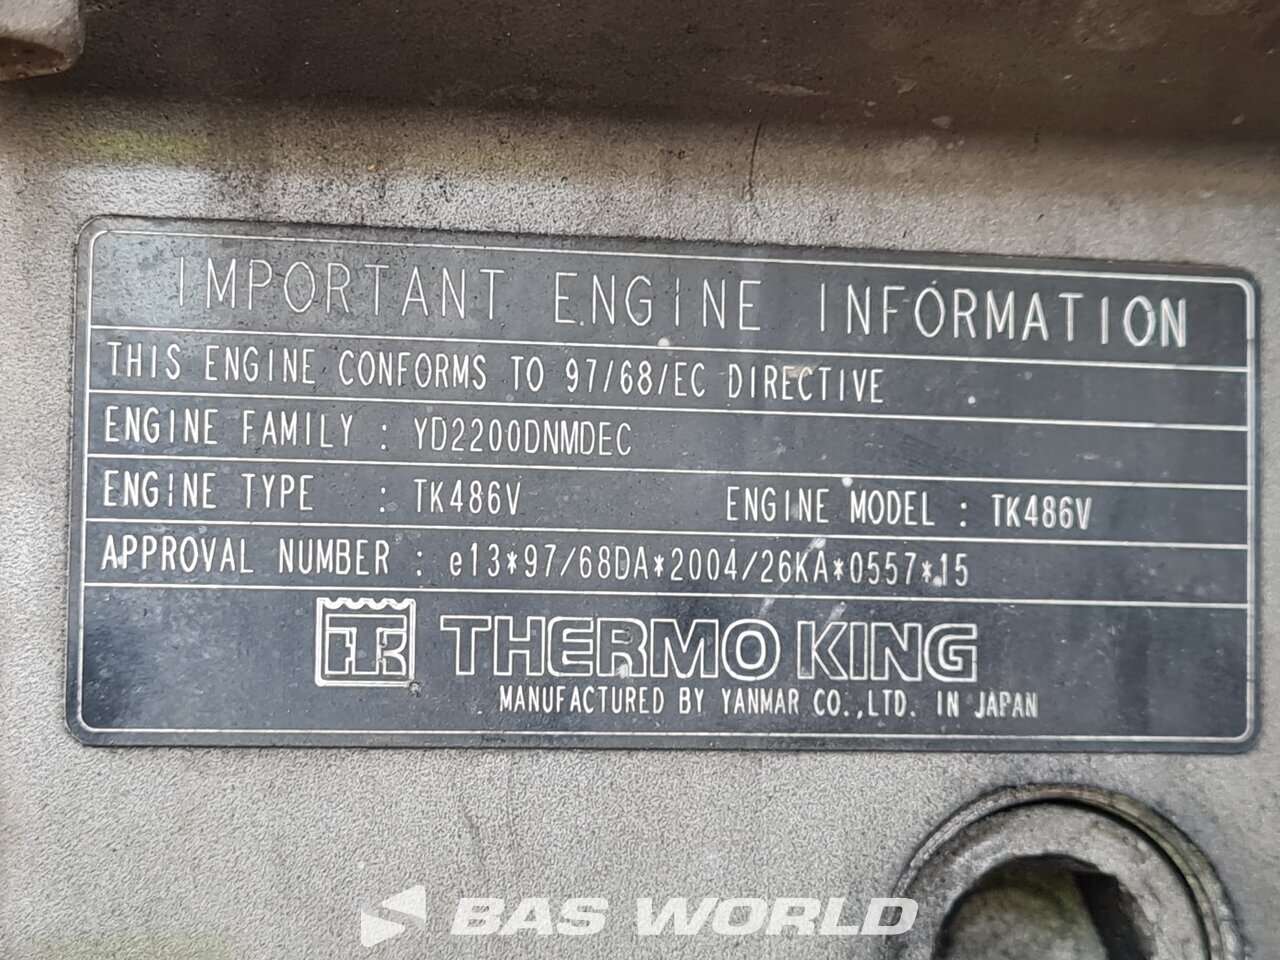 IMPORTANT ENGINE INFORMATION
THIS ENGINE CONFORMS TO 97/68/EC DIRECTIVE
ENGINE FAMILY : YD2200DNMDEC
ENGINE TYPE : TK486V ENGINE MODEL : TK486V
APPROVAL NUMBER : e13*97/68DA*2004/26KA*0557*15
TK THERMO KING
MANUFACTURED BY YANMAR CO.,LTD. IN JAPAN
BAS WORLD